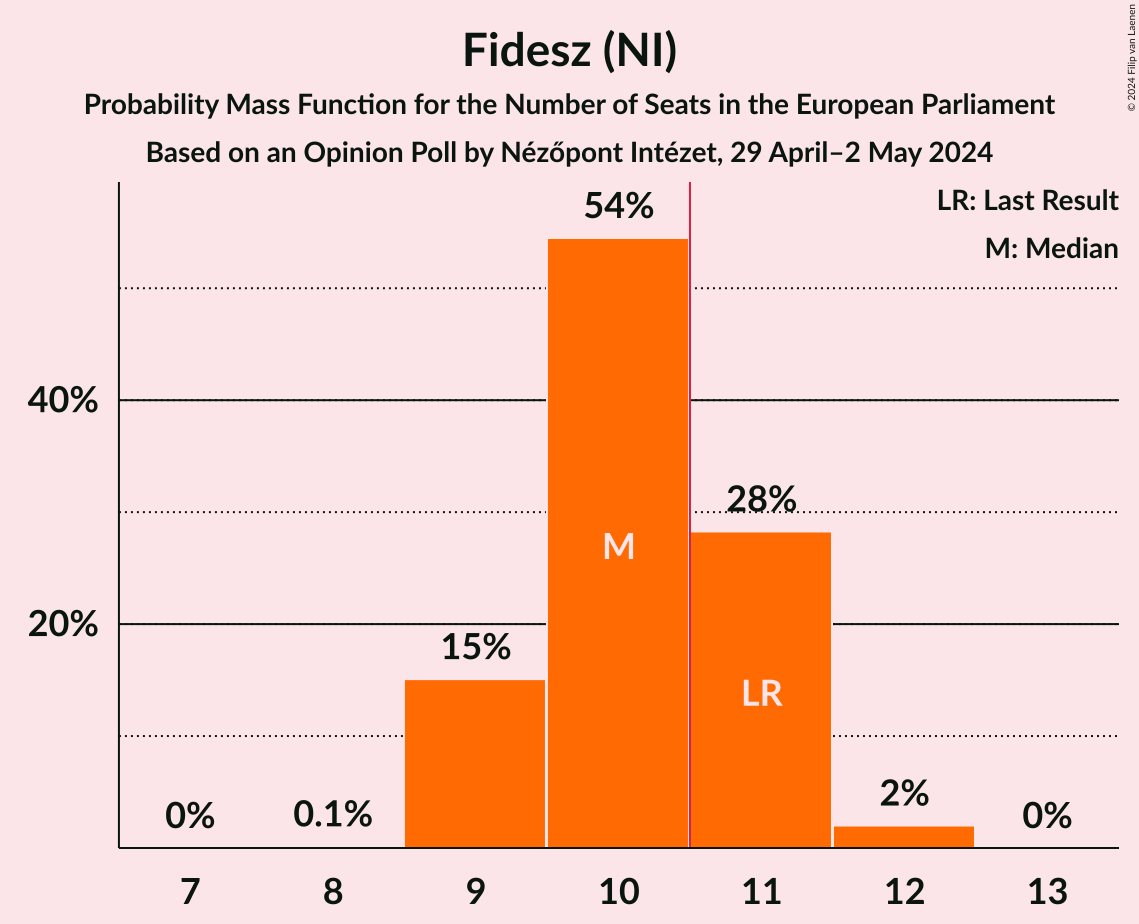 Fidesz (NI)
Probability Mass Function for the Number of Seats in the European Parliament
Based on an Opinion Poll by Nézőpont Intézet, 29 April–2 May 2024
© 2024 Filip van Laenen
LR: Last Result
M: Median
54%
40%
28%
M
20%
15%
LR
0%
0.1%
2%
0%
7 8 9 10 11 12 13